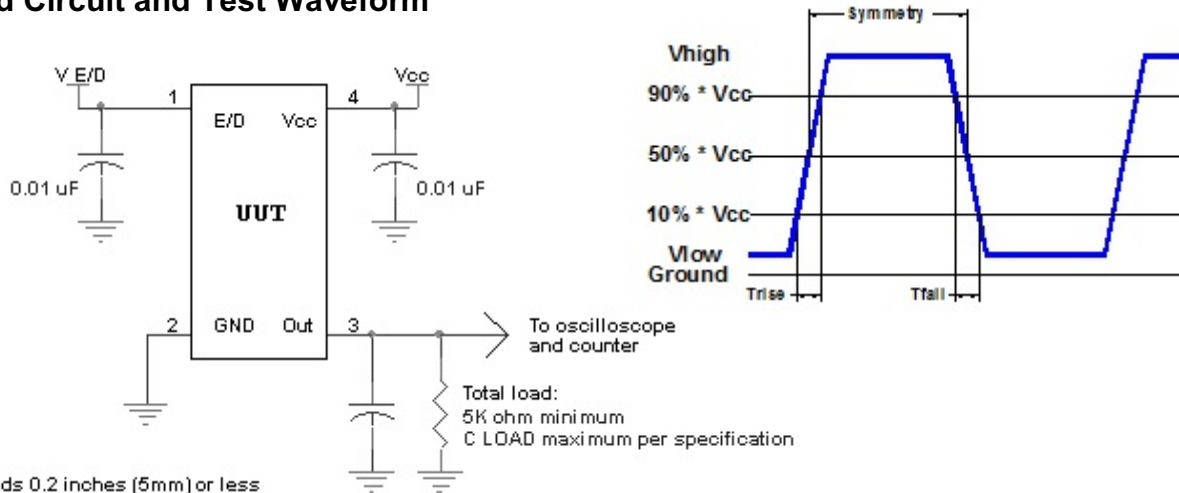 d Circuit and Test Waveform
V E/D
Vcc
1
4
E/D
Vcc
0.01 uF
0.01 uF
UUT
2
GND
Out
3
To oscilloscope
and counter
Total load:
5K ohm minimum
C LOAD maximum per specification
ds 0.2 inches (5mm) or less
Symmetry
Vhigh
90% * Vcc
50% * Vcc
10% * Vcc
Vlow
Ground
Trise
Tfall